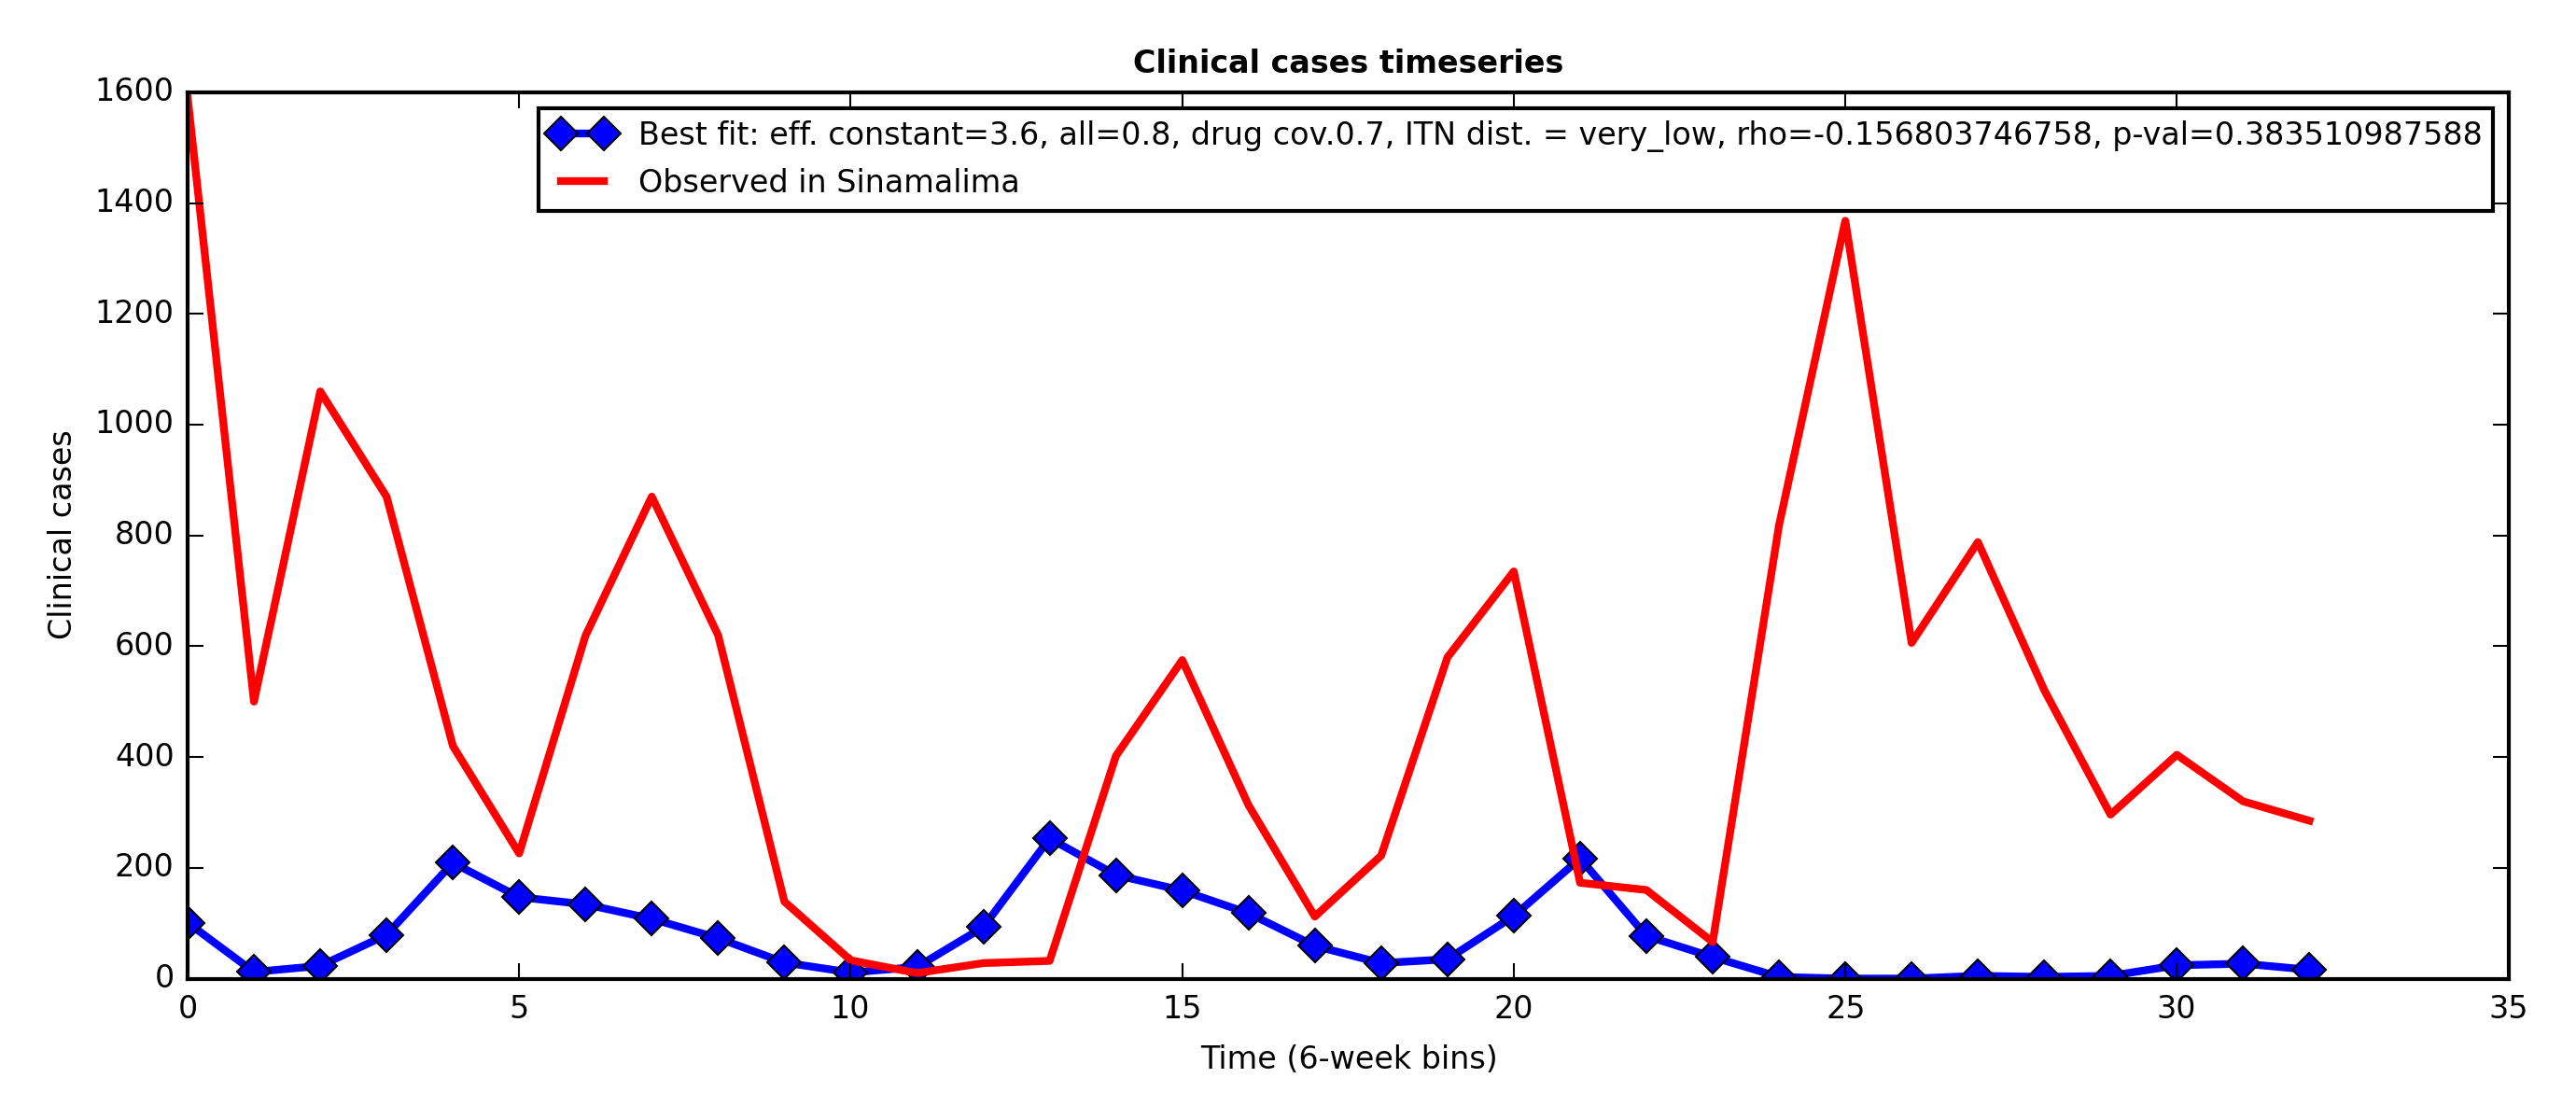 Clinical cases timeseries
1600
1400
1200
1000
800
600
400
200
0
Clinical cases
Best fit: eff. constant=3.6, all=0.8, drug cov.0.7, ITN dist. = very_low, rho=-0.156803746758, p-val=0.383510987588
Observed in Sinamalima
0 5 10 15 20 25 30 35
Time (6-week bins)